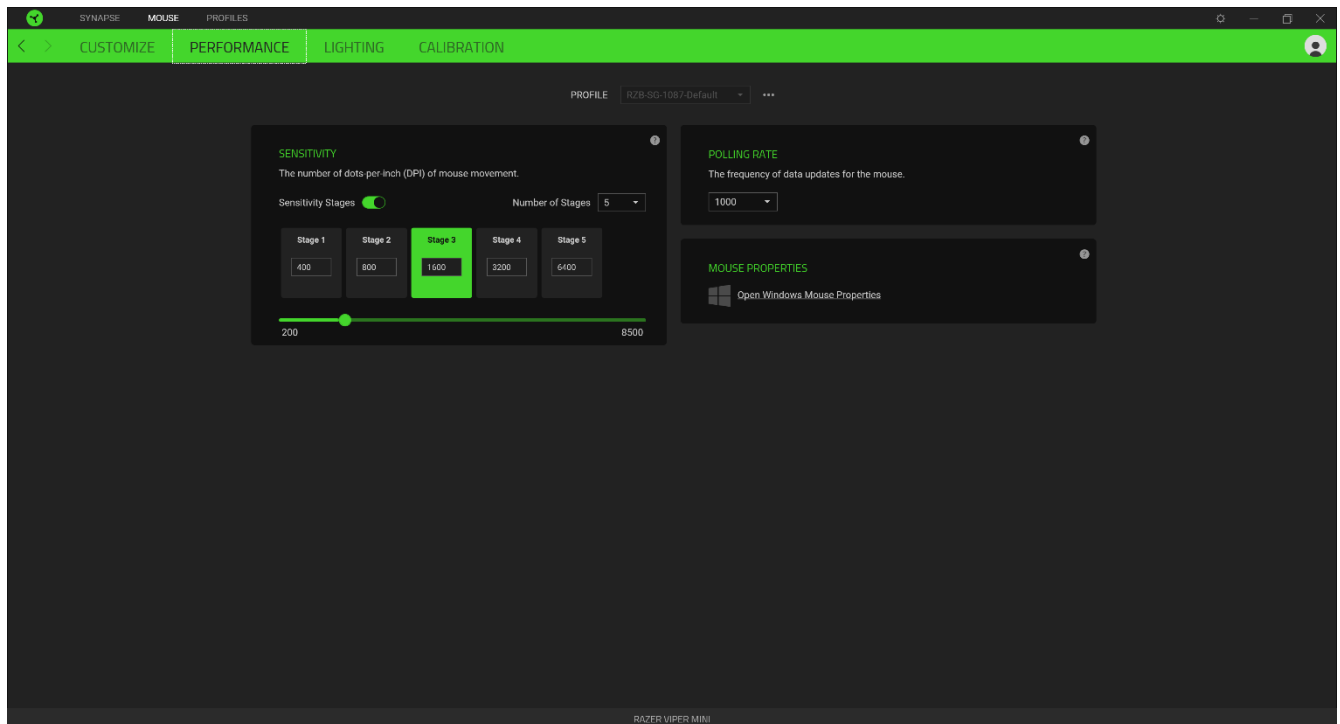 SYNAPSE MOUSE PROFILES
CUSTOMIZE PERFORMANCE LIGHTING CALIBRATION
PROFILE RZB-SG-1087-Default
SENSITIVITY
The number of dots-per-inch (DPI) of mouse movement.
Sensitivity Stages Number of Stages 5
Stage 1 Stage 2 Stage 3 Stage 4 Stage 5
400 800 1600 3200 6400
200 8500
POLLING RATE
The frequency of data updates for the mouse.
1000
MOUSE PROPERTIES
Open Windows Mouse Properties
RAZER VIPER MINI